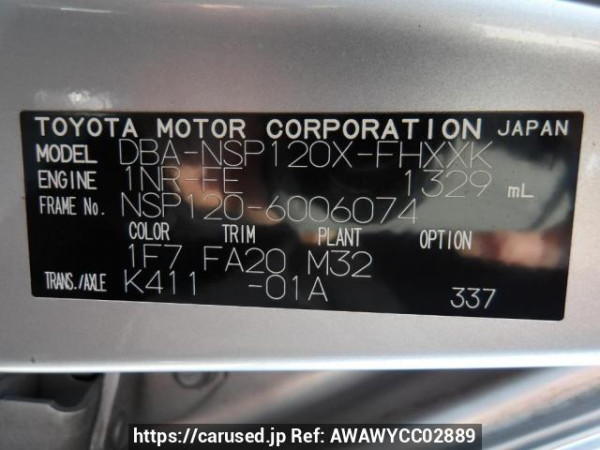 TOYOTA MOTOR CORPORATION JAPAN
MODEL DBA-NSP120X-FHXXK
ENGINE 1NR-FE 1329 mL
FRAME No. NSP120-6006074
COLOR TRIM PLANT OPTION
1F7 FA20 M32
TRANS./AXLE K411 -01A
337
https://carused.jp Ref: AWAWYCC02889